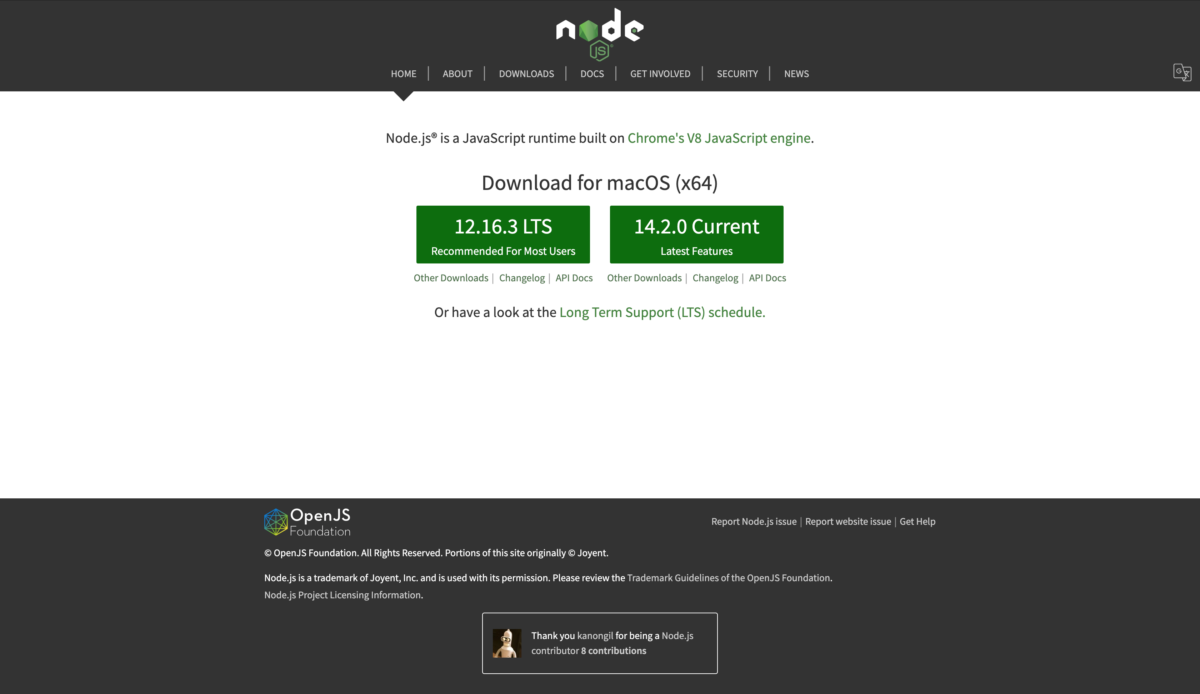 node
JS
HOME | ABOUT | DOWNLOADS | DOCS | GET INVOLVED | SECURITY | NEWS
Node.js® is a JavaScript runtime built on Chrome's V8 JavaScript engine.
Download for macOS (x64)
12.16.3 LTS
Recommended For Most Users
Other Downloads | Changelog | API Docs
14.2.0 Current
Latest Features
Other Downloads | Changelog | API Docs
Or have a look at the Long Term Support (LTS) schedule.
OpenJS
Foundation
Report Node.js issue | Report website issue | Get Help
© OpenJS Foundation. All Rights Reserved. Portions of this site originally © Joyent.
Node.js is a trademark of Joyent, Inc. and is used with its permission. Please review the Trademark Guidelines of the OpenJS Foundation.
Node.js Project Licensing Information.
Thank you kanongil for being a Node.js
contributor 8 contributions